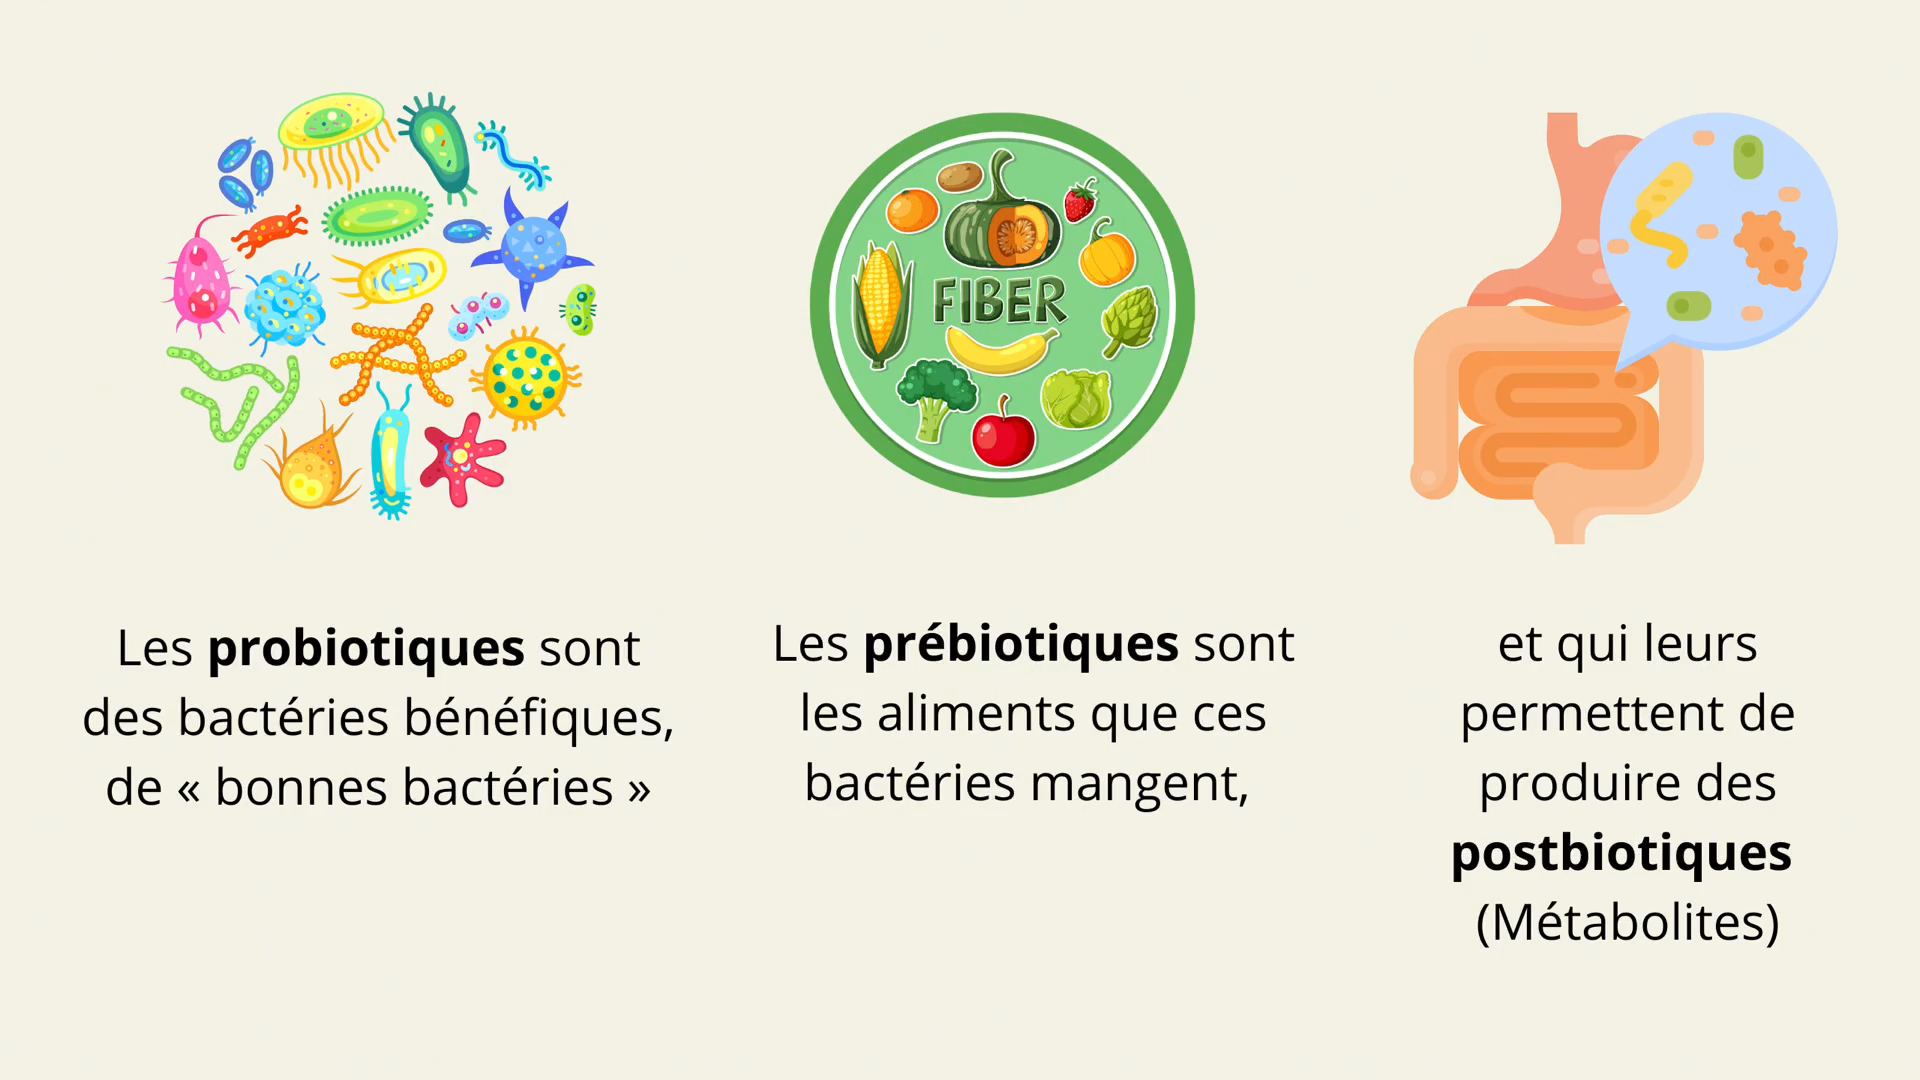 FIBER
Les probiotiques sont
des bactéries bénéfiques,
de « bonnes bactéries »
Les prébiotiques sont
les aliments que ces
bactéries mangent,
et qui leurs
permettent de
produire des
postbiotiques
(Métabolites)